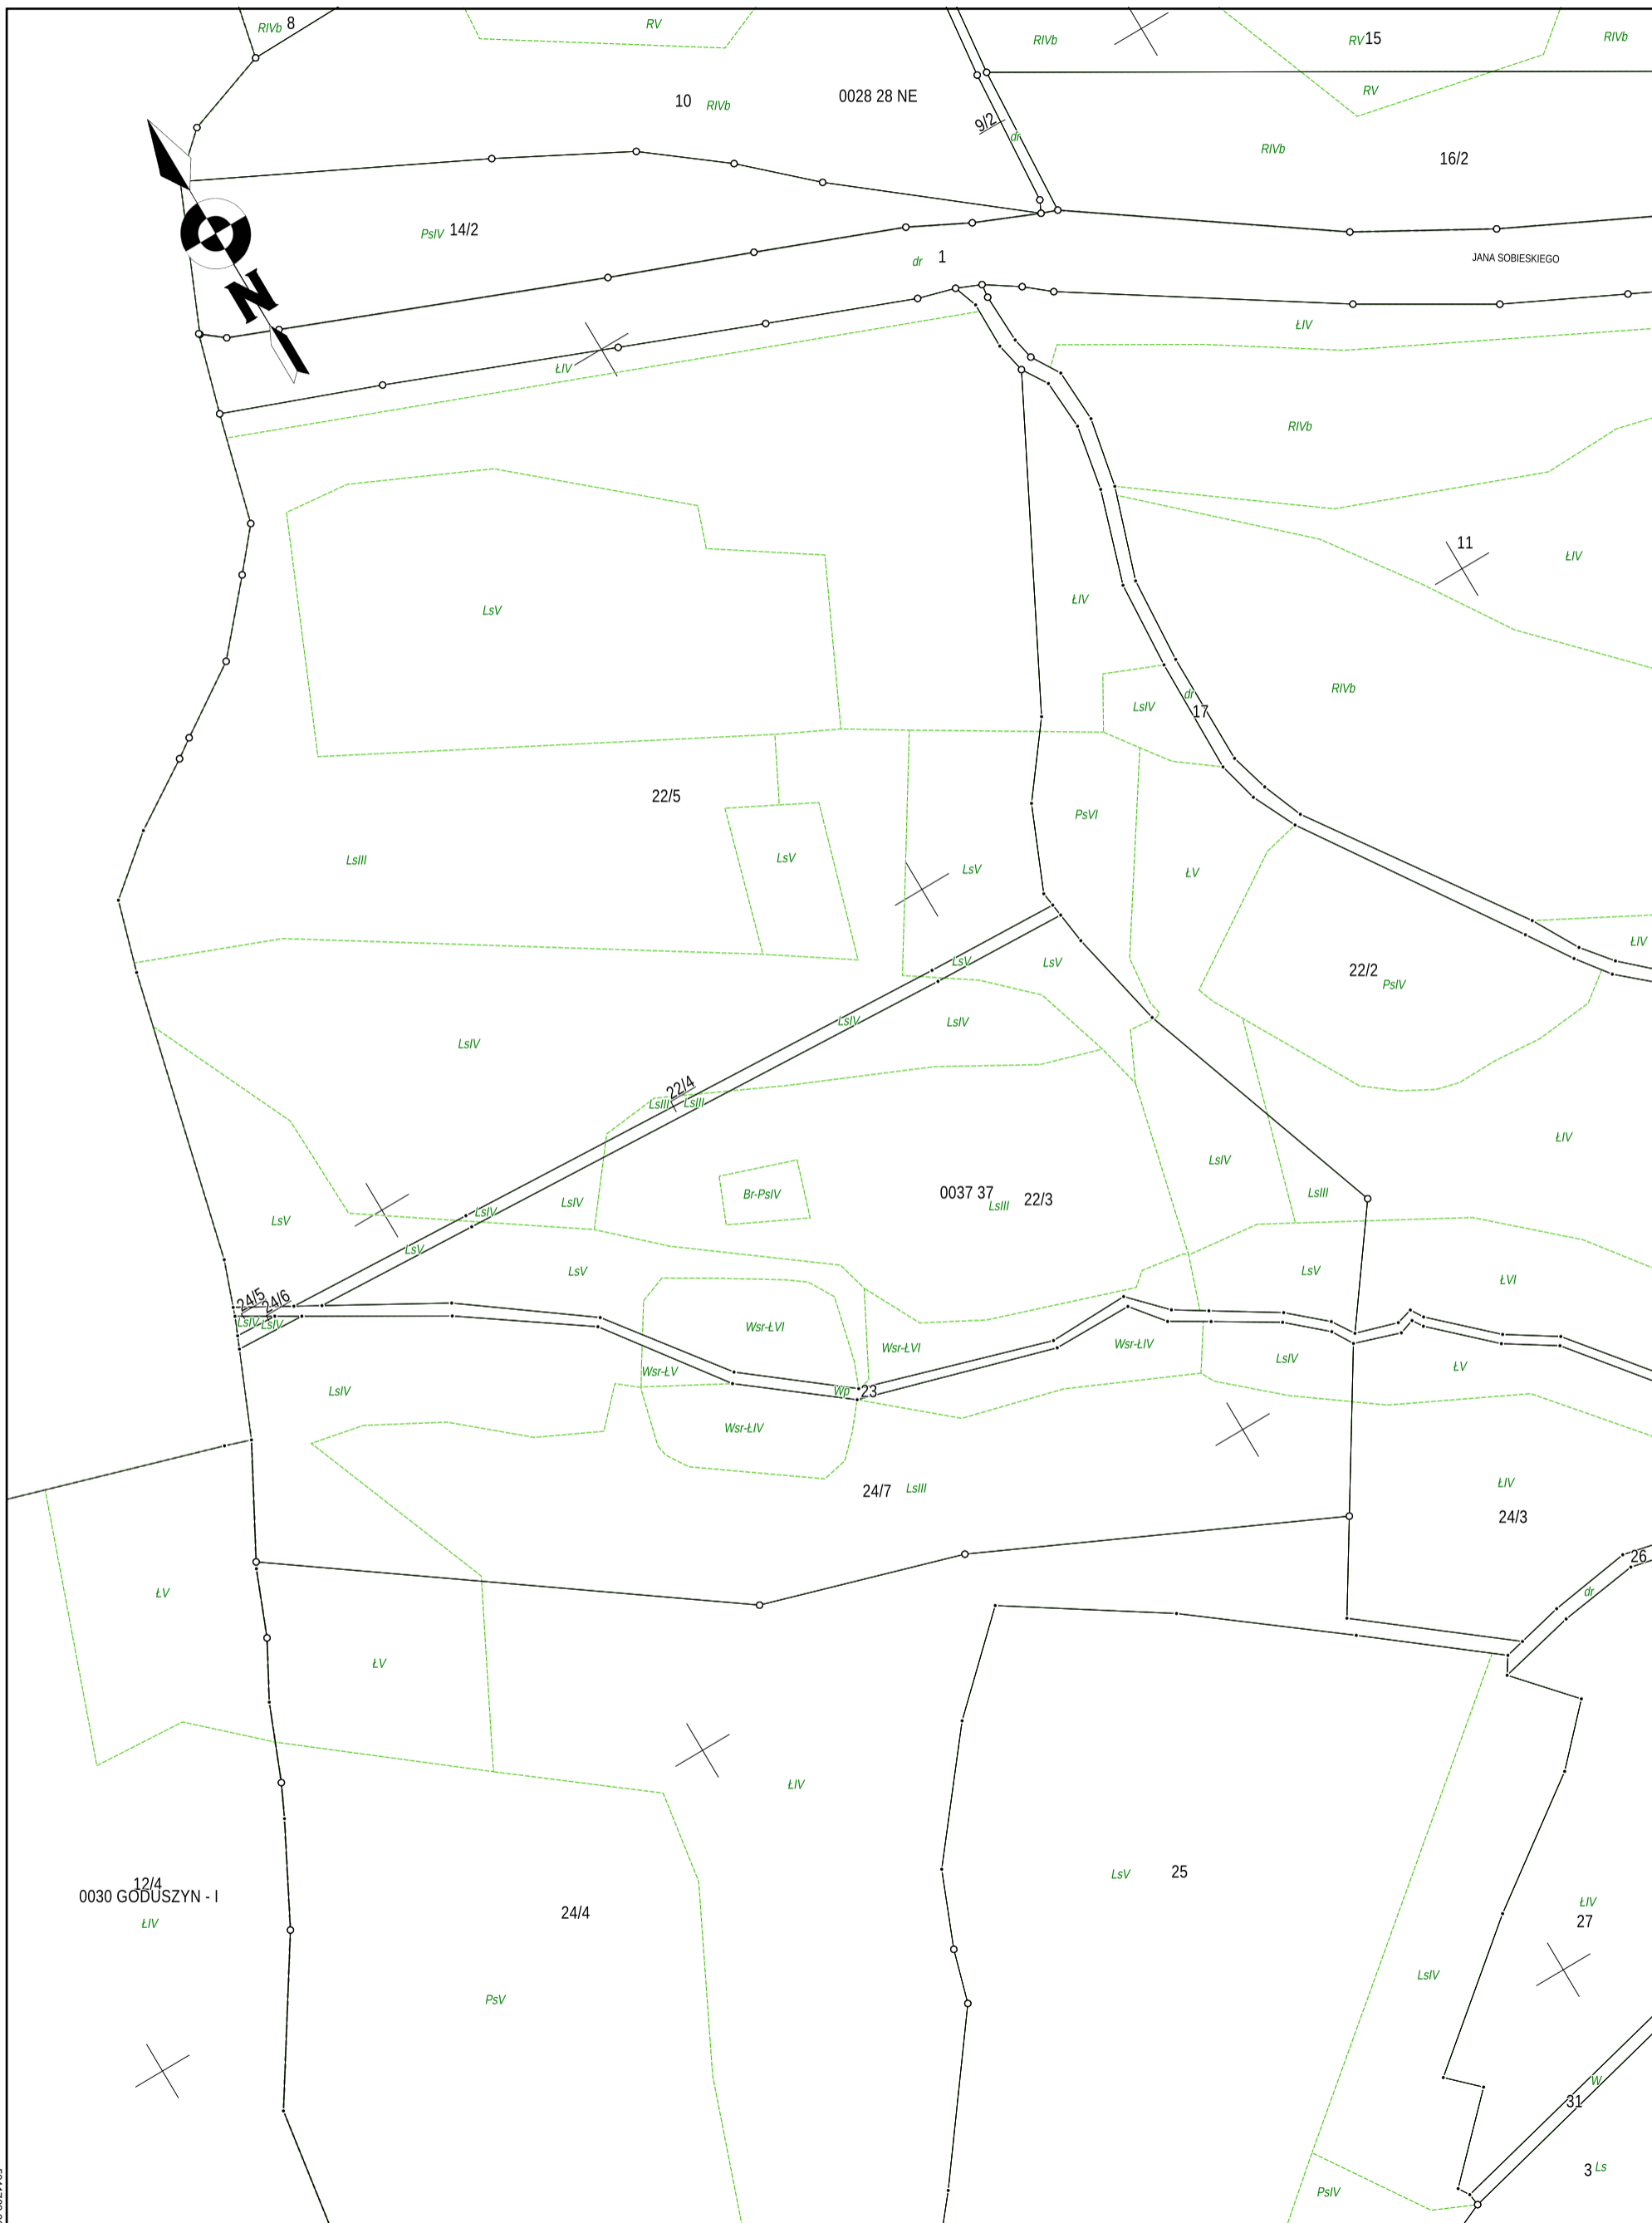 RIVb 8
RV
RIVb
RV 15
RIVb
10 RIVb
0028 28 NE
9/2
dr
RV
RIVb
16/2
PsIV 14/2
dr 1
JANA SOBIESKIEGO
N
ŁIV
ŁIV
RIVb
11
ŁIV
LsV
ŁIV
RIVb
dr
LsIV
17
22/5
PsVI
LsIII
LsV
LsV
ŁV
ŁIV
LsV
LsV
22/2
PsIV
LsIV
LsIV
LsIV
22/4
LsIII
LsIII
ŁIV
LsIV
Br-PsIV
0037 37
22/3
LsIII
LsIII
LsIV
LsIV
LsV
LsV
LsV
LsV
ŁVI
24/5
24/6
LsIV
LsIV
Wsr-ŁVI
Wsr-ŁVI
Wsr-ŁIV
LsIV
ŁV
Wsr-ŁV
LsIV
Wp 23
Wsr-ŁIV
24/7
LsIII
ŁIV
24/3
26
dr
ŁV
ŁV
ŁIV
LsV
25
12/4
0030 GODUSZYN - I
ŁIV
24/4
ŁIV
27
PsV
LsIV
W
31
3 Ls
PsIV